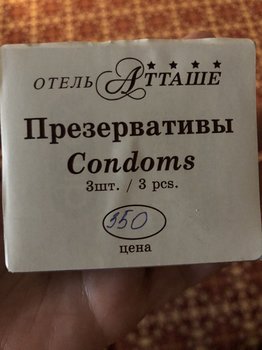 ОТЕЛЬ АТТАШЕ
Презервативы
Condoms
3шт. / 3 pcs.
350
цена